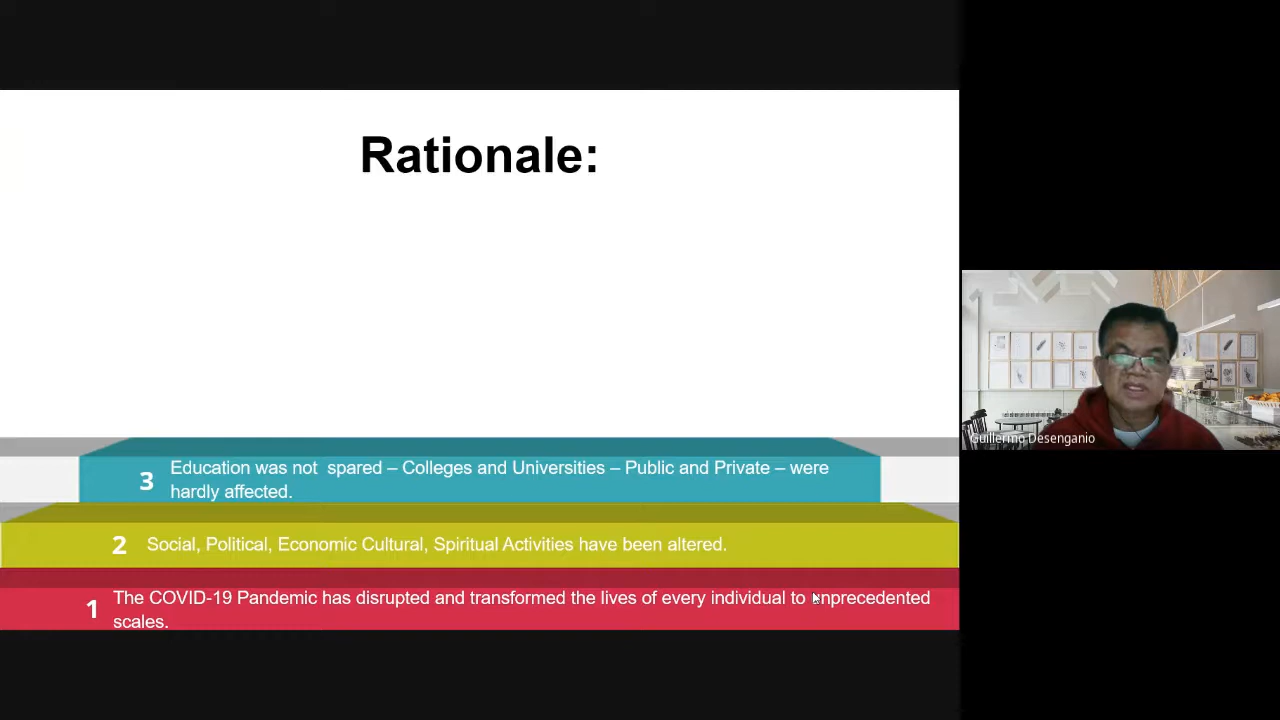 Rationale:
3
Education was not spared – Colleges and Universities – Public and Private – were
hardly affected.
2
Social, Political, Economic Cultural, Spiritual Activities have been altered.
1
The COVID-19 Pandemic has disrupted and transformed the lives of every individual to unprecedented
scales.
Guillermo Desenganio